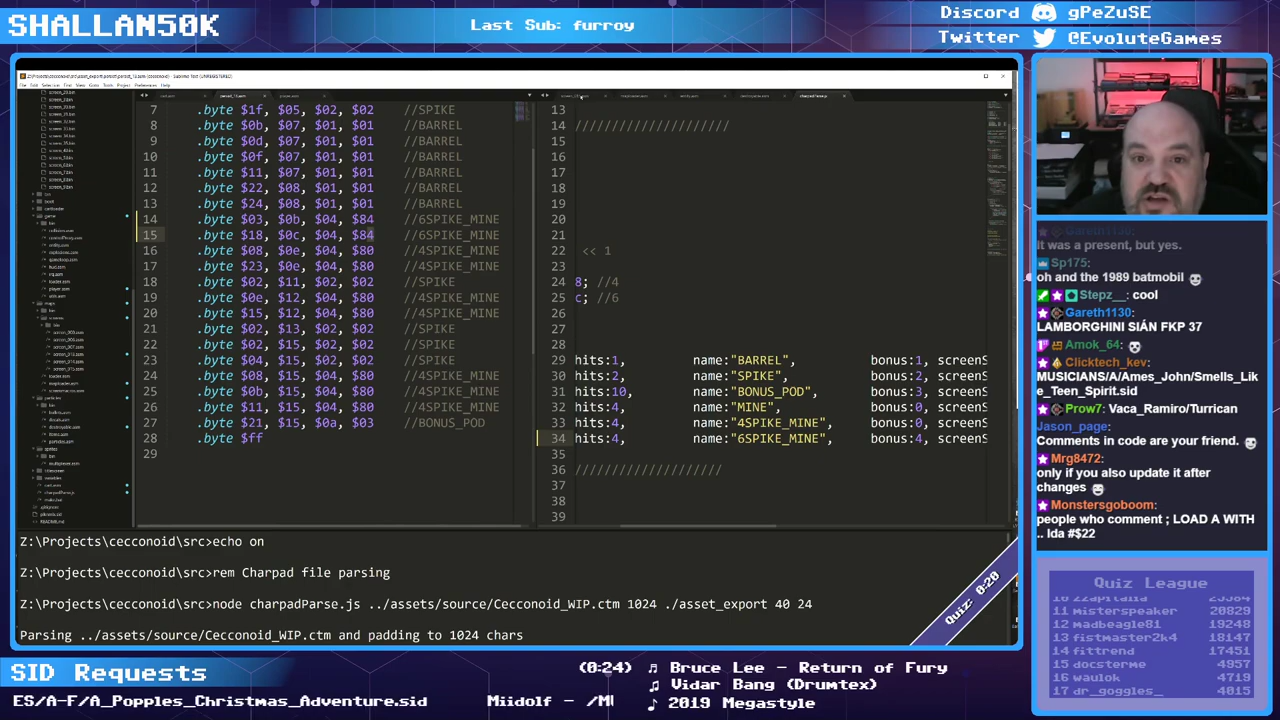 SHALLAN50K
Last Sub: furroy
Discord gPeZuSE
Twitter @EvoluteGames
7 .byte $1f, $05, $02, $02 //SPIKE
8 .byte $0b, $07, $01, $01 //BARREL
9 .byte $0d, $07, $01, $01 //BARREL
10 .byte $0f, $07, $01, $01 //BARREL
11 .byte $11, $07, $01, $01 //BARREL
12 .byte $22, $08, $01, $01 //BARREL
13 .byte $24, $08, $01, $01 //BARREL
14 .byte $03, $09, $04, $84 //6SPIKE_MINE
15 .byte $18, $0b, $04, $84 //6SPIKE_MINE
16 .byte $08, $0e, $04, $80 //4SPIKE_MINE
17 .byte $23, $0e, $04, $80 //4SPIKE_MINE
18 .byte $02, $11, $02, $02 //SPIKE
19 .byte $0e, $12, $04, $80 //4SPIKE_MINE
20 .byte $15, $12, $04, $80 //4SPIKE_MINE
21 .byte $02, $13, $02, $02 //SPIKE
22 .byte $02, $15, $02, $02 //SPIKE
23 .byte $04, $15, $02, $02 //SPIKE
24 .byte $08, $15, $04, $80 //4SPIKE_MINE
25 .byte $0b, $15, $04, $80 //4SPIKE_MINE
26 .byte $11, $15, $04, $80 //4SPIKE_MINE
27 .byte $21, $15, $0a, $03 //BONUS_POD
28 .byte $ff
29
13
14 ////////////////////
15
16
17
18
19
20
21
22 << 1
23
24 8; //4
25 c; //6
26
27
28
29 hits:1, name:"BARREL", bonus:1, screenS
30 hits:2, name:"SPIKE", bonus:2, screenS
31 hits:10, name:"BONUS_POD", bonus:3, screenS
32 hits:4, name:"MINE", bonus:0, screenS
33 hits:4, name:"4SPIKE_MINE", bonus:0, screenS
34 hits:4, name:"6SPIKE_MINE", bonus:4, screenS
35
36 ////////////////////
37
38
39
Z:\Projects\cecconoid\src>echo on
Z:\Projects\cecconoid\src>rem Charpad file parsing
Z:\Projects\cecconoid\src>node charpadParse.js ../assets/source/Cecconoid_WIP.ctm 1024 ./asset_export 40 24
Parsing ../assets/source/Cecconoid_WIP.ctm and padding to 1024 chars
Quiz: 0:20
Gareth1130:
It was a present, but yes.
Sp175:
oh and the 1989 batmobil
Stepz__: cool
Gareth1130:
LAMBORGHINI SIÁN FKP 37
Amok_64:
Clicktech_kev:
MUSICIANS/A/Ames_John/Smells_Li
ke_Teen_Spirit.sid
Prow7: Vaca_Ramiro/Turrican
Jason_page:
Comments in code are your friend.
Mrg8472:
only if you also update it after
changes
Monstersgoboom:
people who comment ; LOAD A WITH
.. lda #$22
Quiz League
11 misterspeaker 20829
12 madbeagle81 19248
13 fistmaster2k4 18147
14 fittrend 17451
15 docsterme 4957
16 waulok 4719
17 dr_goggles_ 4015
SID Requests
ES/A-F/A_Popples_Christmas_Adventure.sid Miidolf - /MU
(0:24) Bruce Lee - Return of Fury
Vidar Bang (Drumtex)
2019 Megastyle